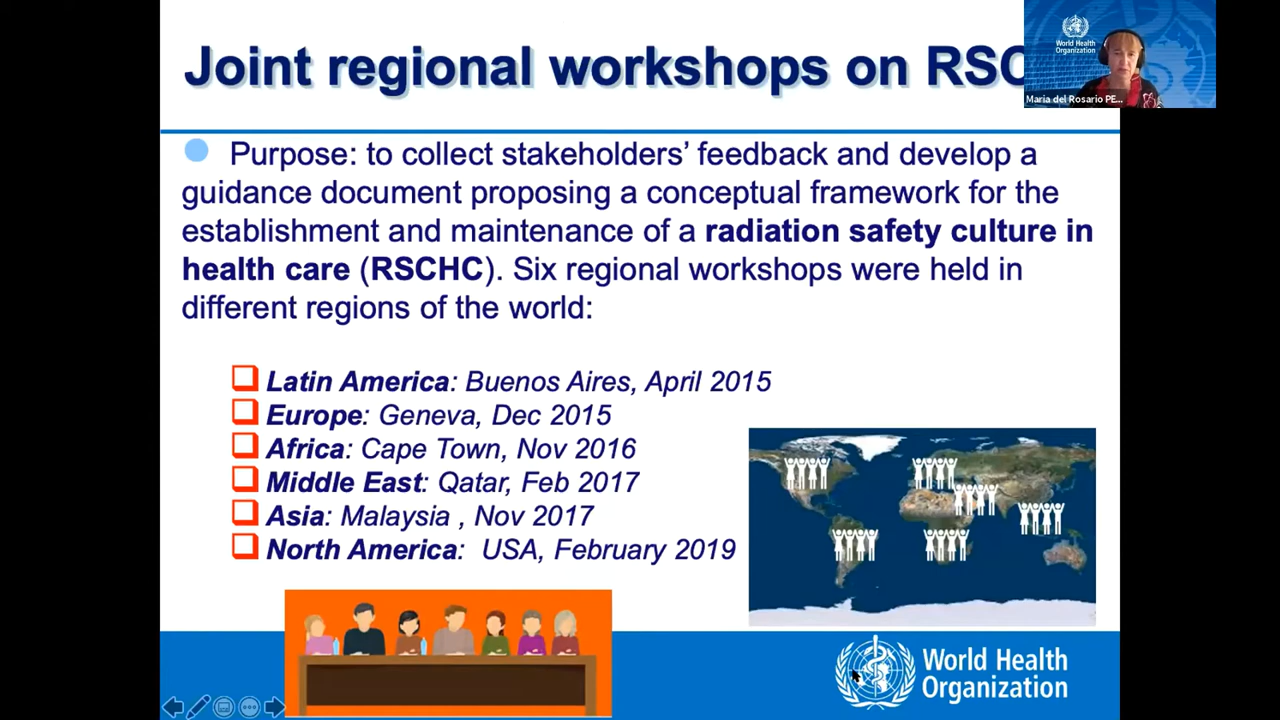 Joint regional workshops on RSC
World Health
Organization
Maria del Rosario PE...
Purpose: to collect stakeholders’ feedback and develop a
guidance document proposing a conceptual framework for the
establishment and maintenance of a radiation safety culture in
health care (RSCHC). Six regional workshops were held in
different regions of the world:
Latin America: Buenos Aires, April 2015
Europe: Geneva, Dec 2015
Africa: Cape Town, Nov 2016
Middle East: Qatar, Feb 2017
Asia: Malaysia , Nov 2017
North America: USA, February 2019
World Health
Organization